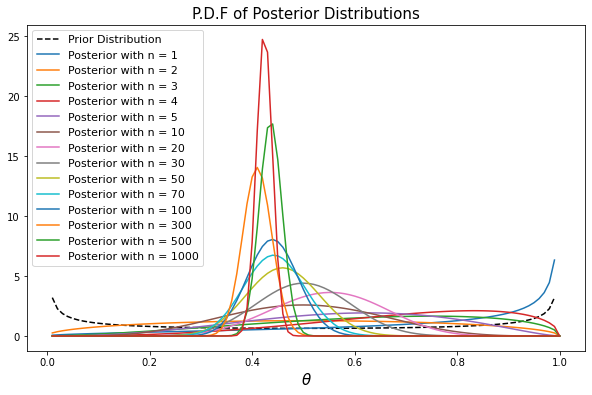 P.D.F of Posterior Distributions
25
20
15
10
5
0
Prior Distribution
Posterior with n = 1
Posterior with n = 2
Posterior with n = 3
Posterior with n = 4
Posterior with n = 5
Posterior with n = 10
Posterior with n = 20
Posterior with n = 30
Posterior with n = 50
Posterior with n = 70
Posterior with n = 100
Posterior with n = 300
Posterior with n = 500
Posterior with n = 1000
0.0 0.2 0.4 0.6 0.8 1.0
θ